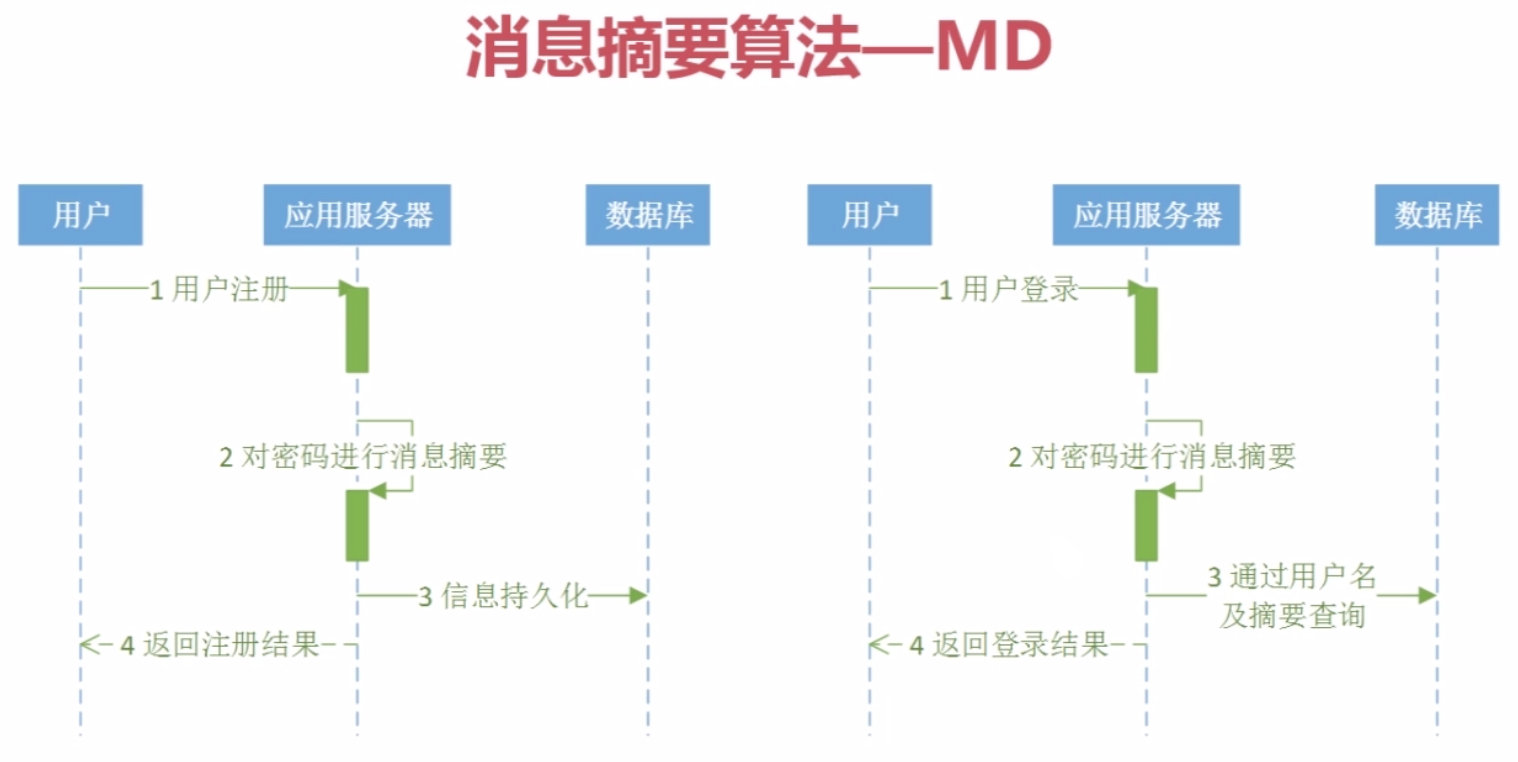 消息摘要算法—MD
用户
应用服务器
数据库
1 用户注册
2 对密码进行消息摘要
3 信息持久化
4 返回注册结果
用户
应用服务器
数据库
1 用户登录
2 对密码进行消息摘要
3 通过用户名
及摘要查询
4 返回登录结果